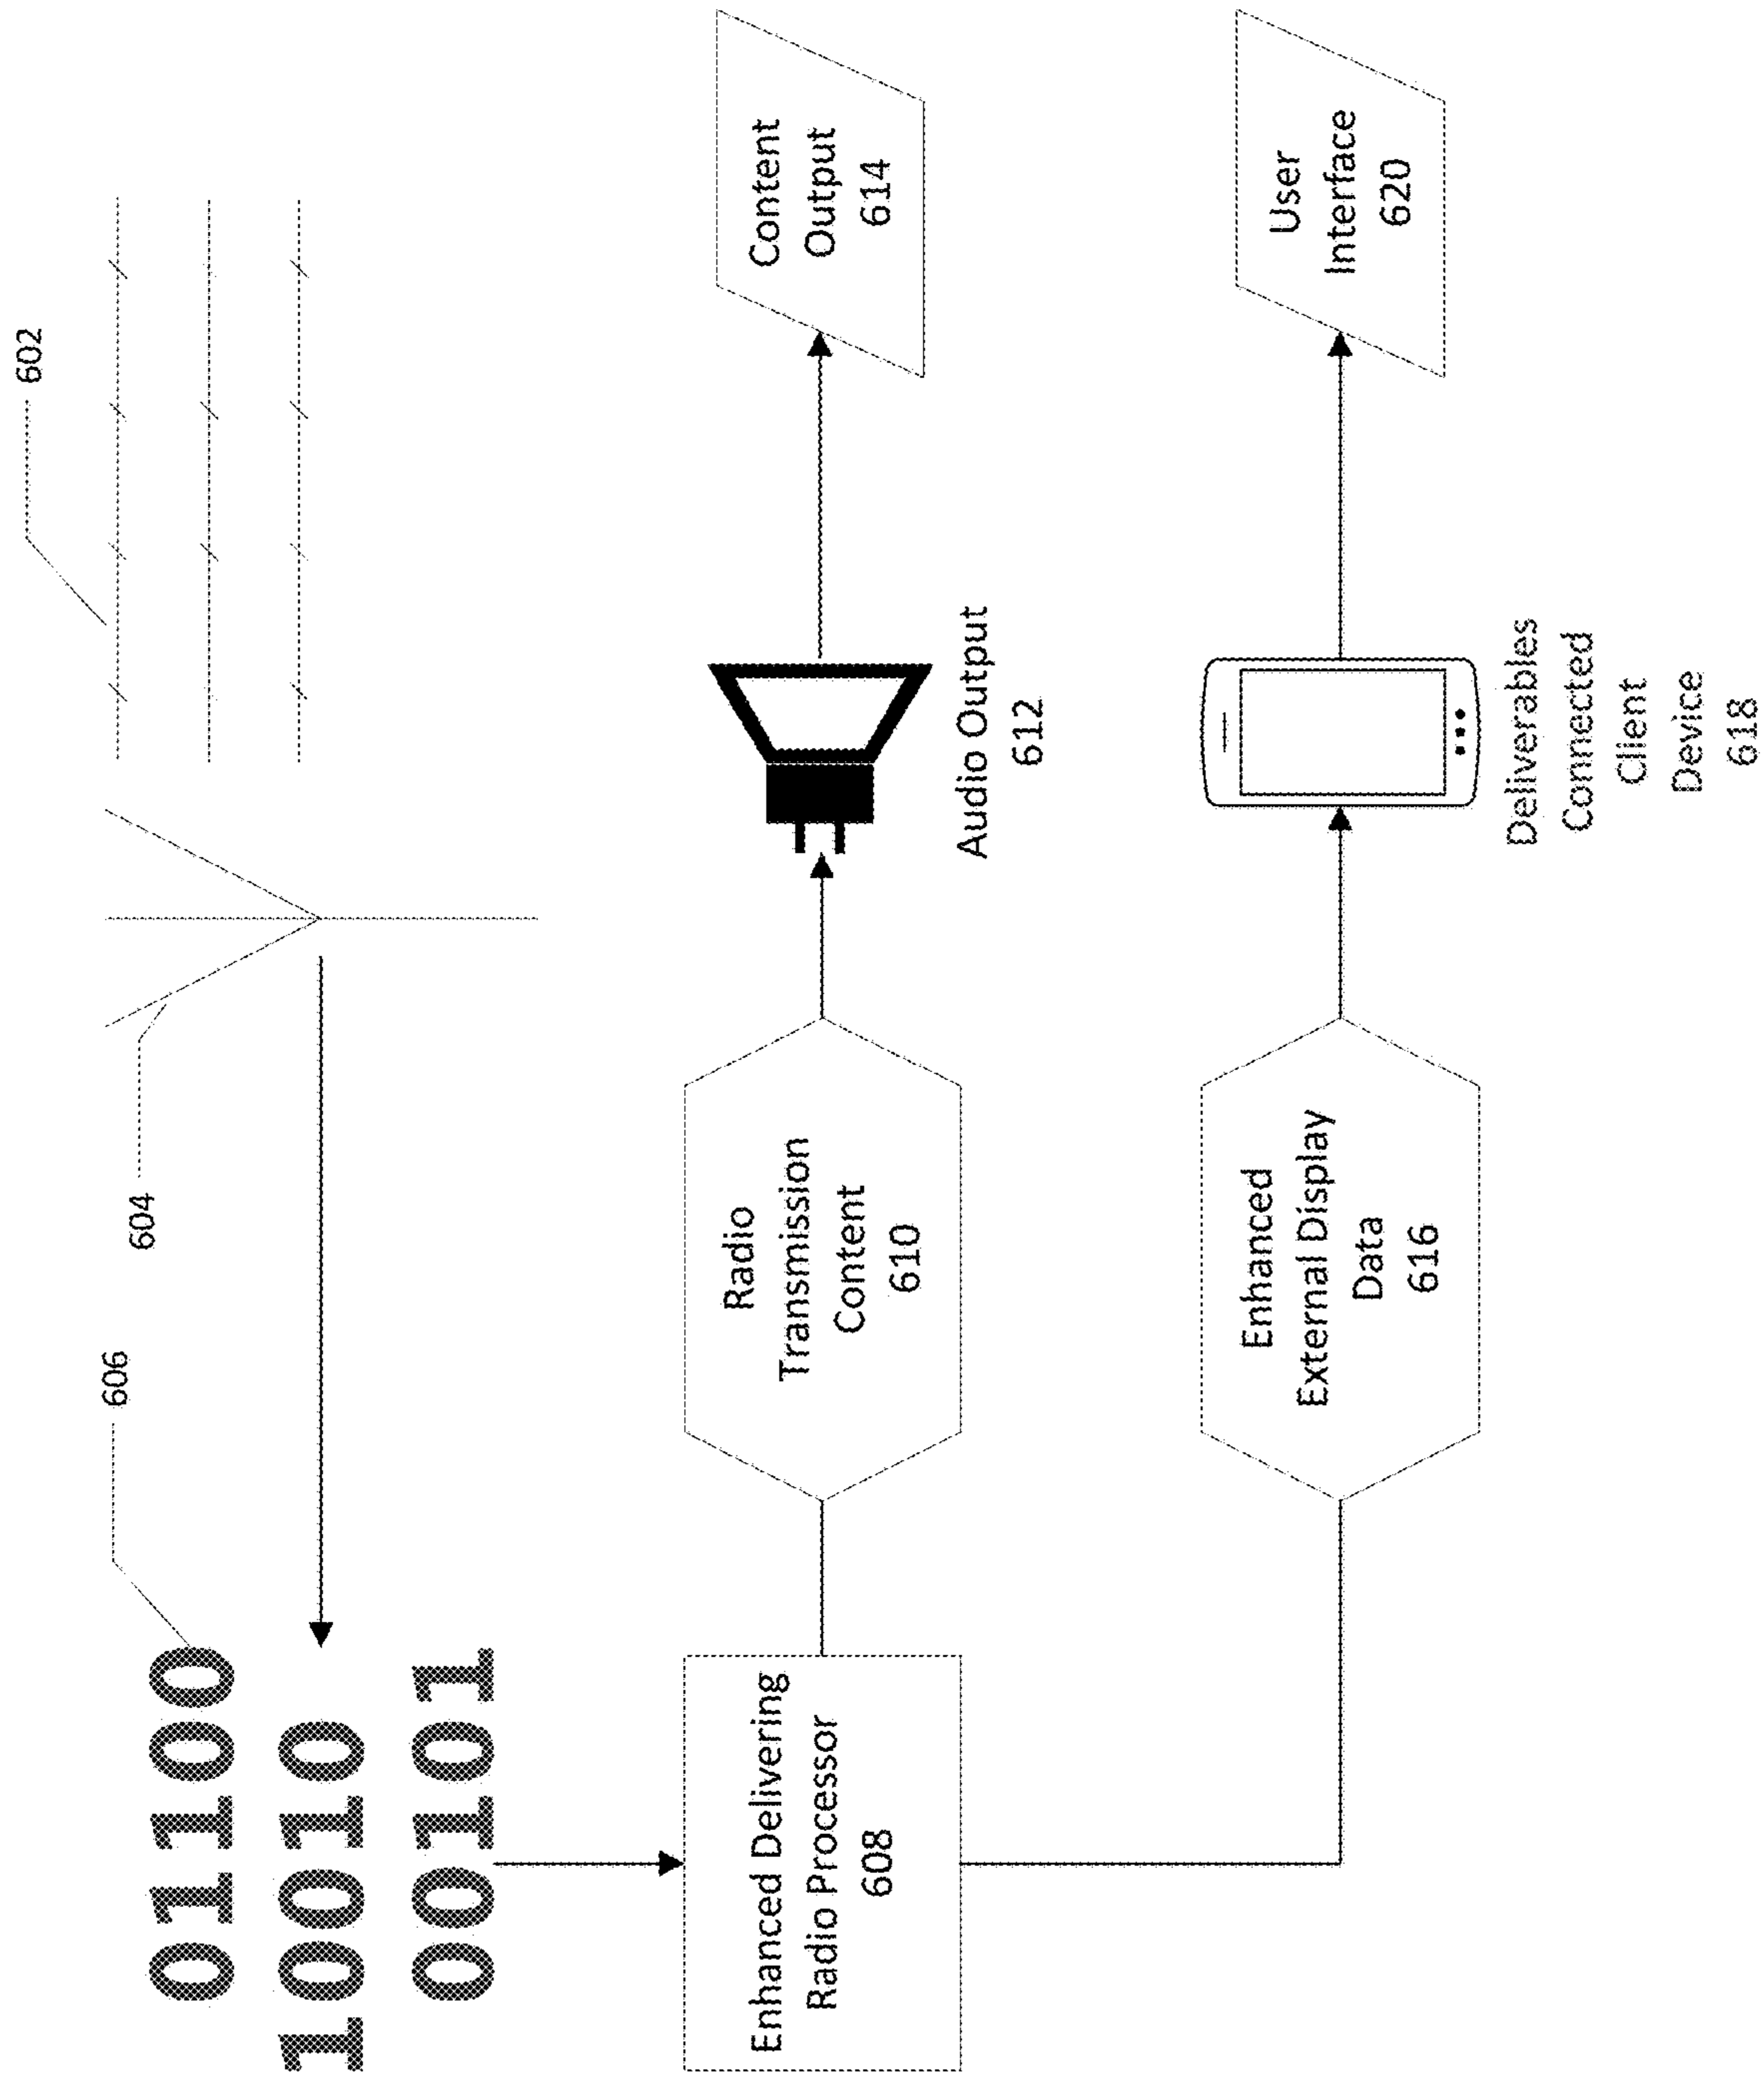 602
606
604
01100
10010
00101
Enhanced Delivering
Radio Processor
608
Radio
Transmission
Content
610
Audio Output
612
Content
Output
614
Enhanced
External Display
Data
616
Deliverables
Connected
Client
Device
618
User
Interface
620